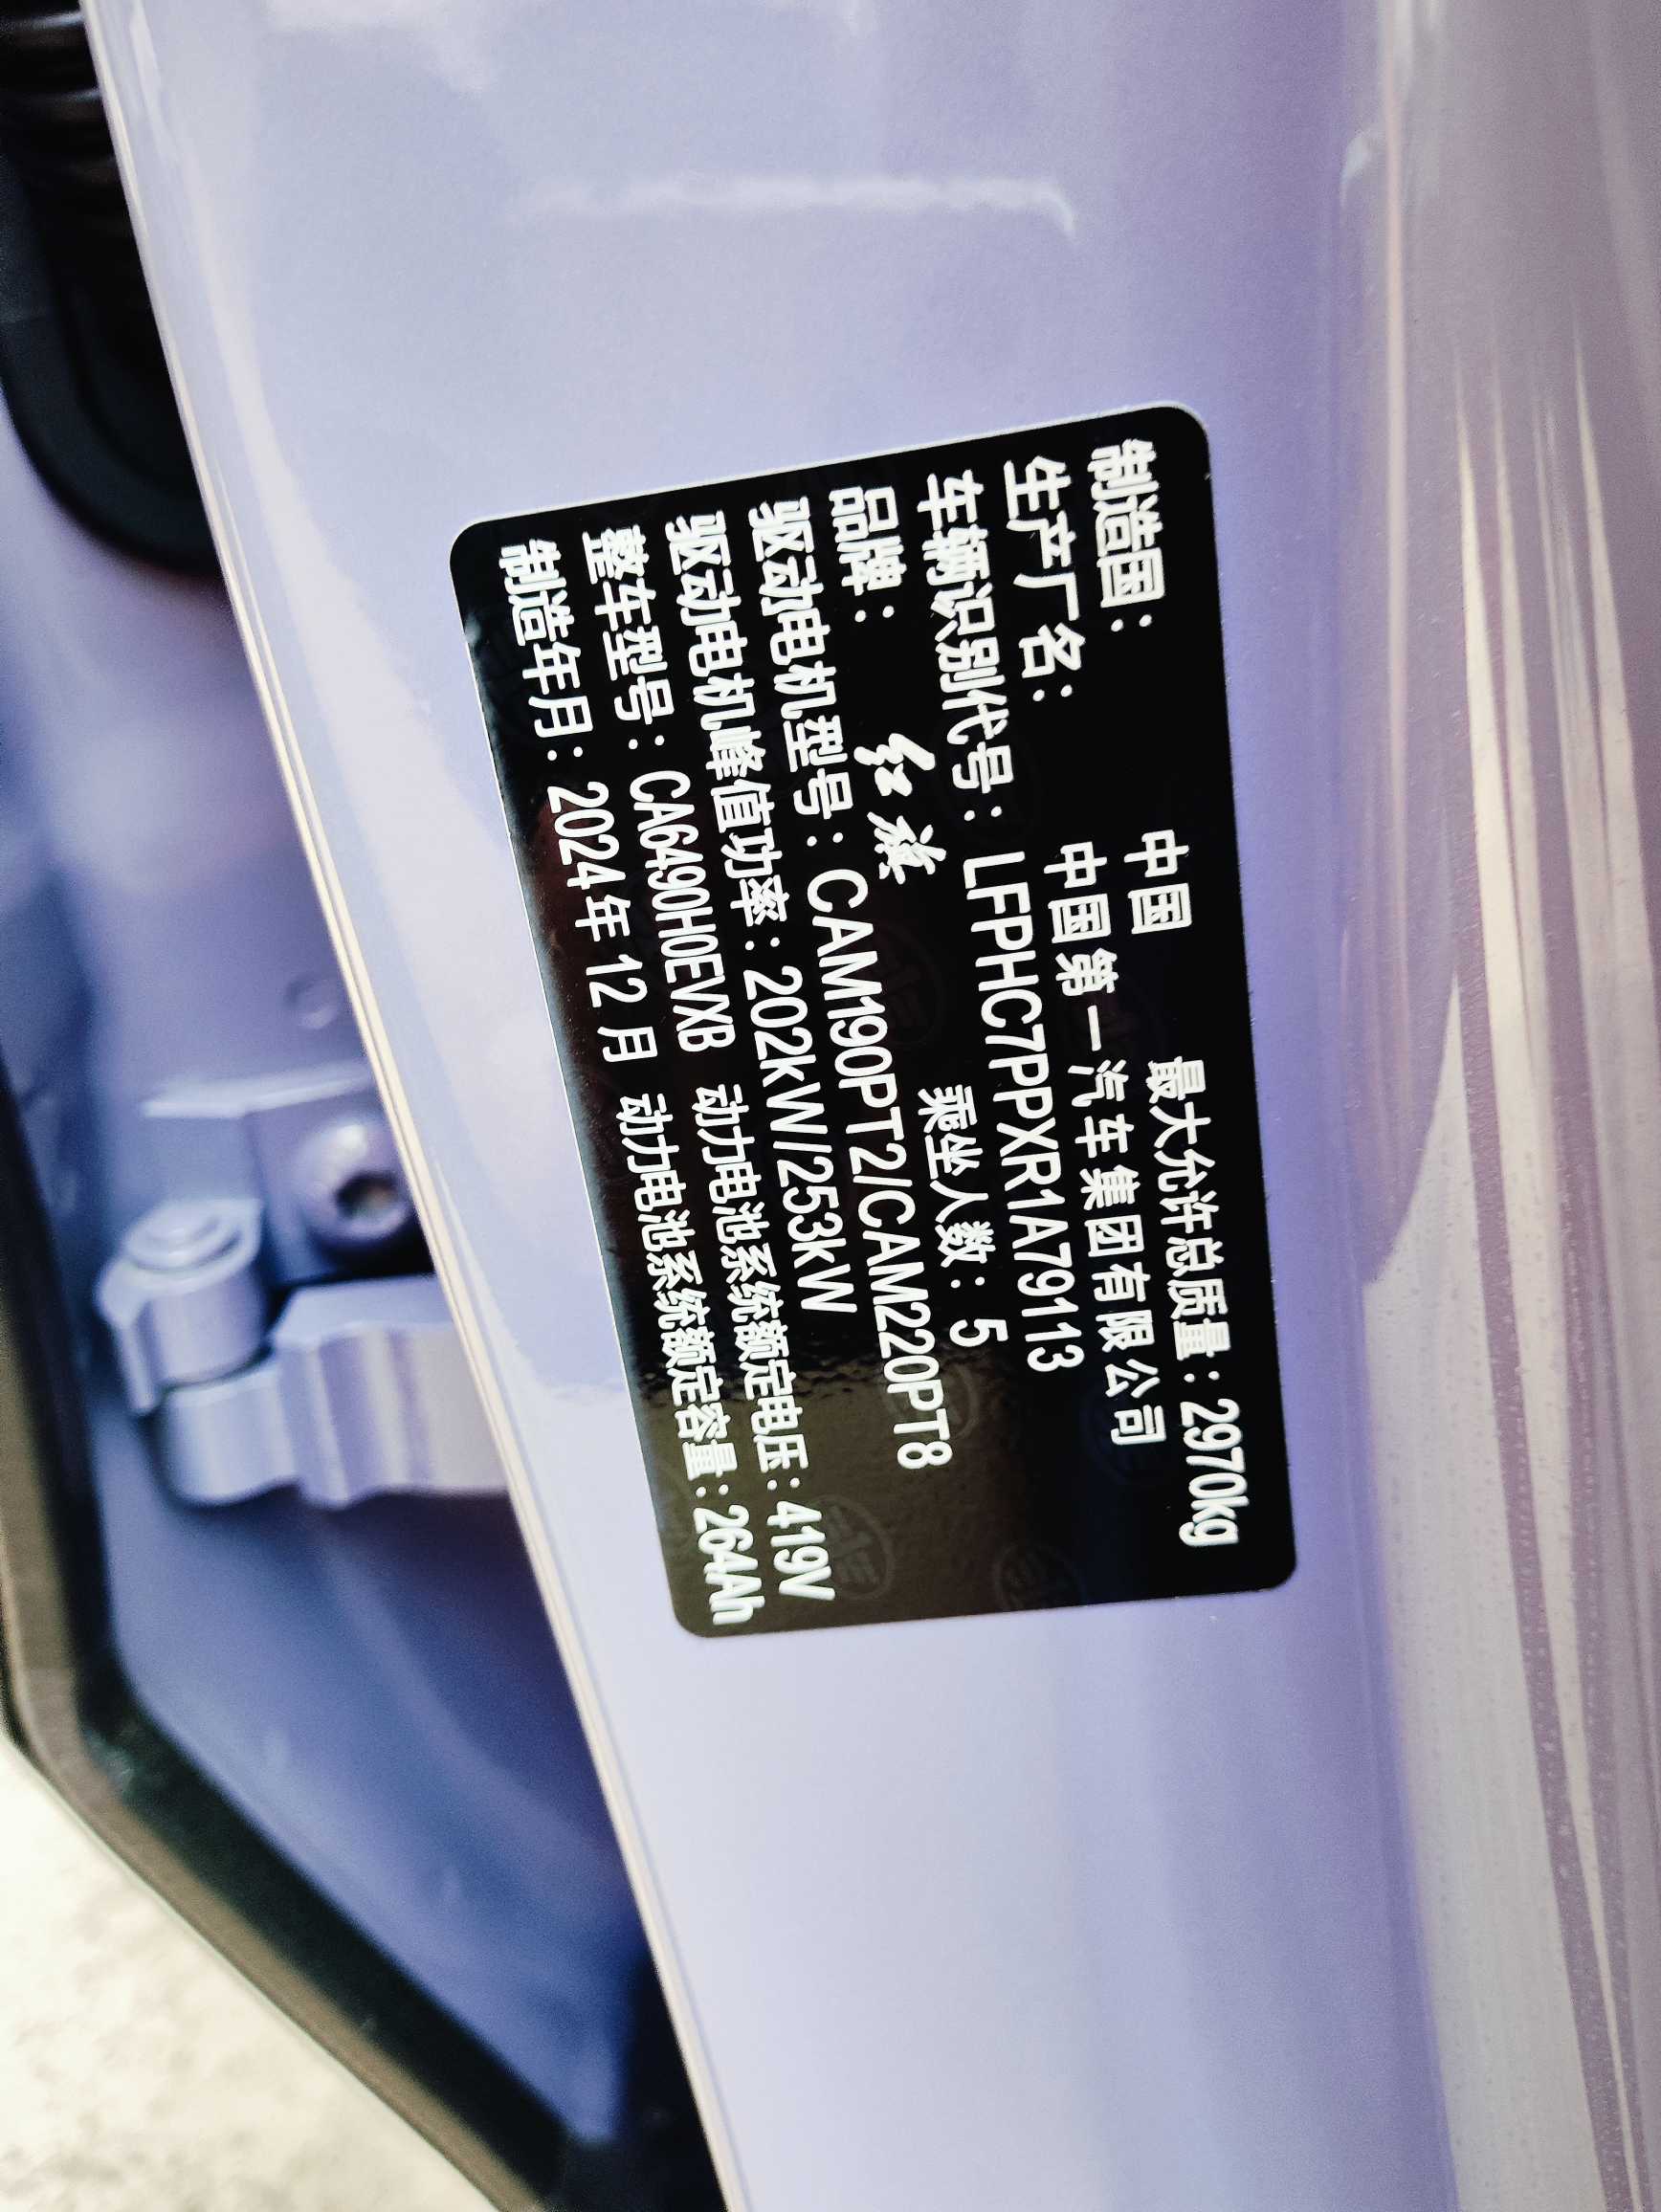 制造国： 中国 最大允许总质量：2970kg
生产厂名： 中国第一汽车集团有限公司
车辆识别代号：LFPHC7PPXR1A79113
品牌： 红旗 乘坐人数：5
驱动电机型号：CAM190PT2/CAM220PT8
驱动电机峰值功率：202kW/253kW
整车型号：CA6490H0EVXB 动力电池系统额定电压：419V
制造年月：2024年12月 动力电池系统额定容量：264Ah